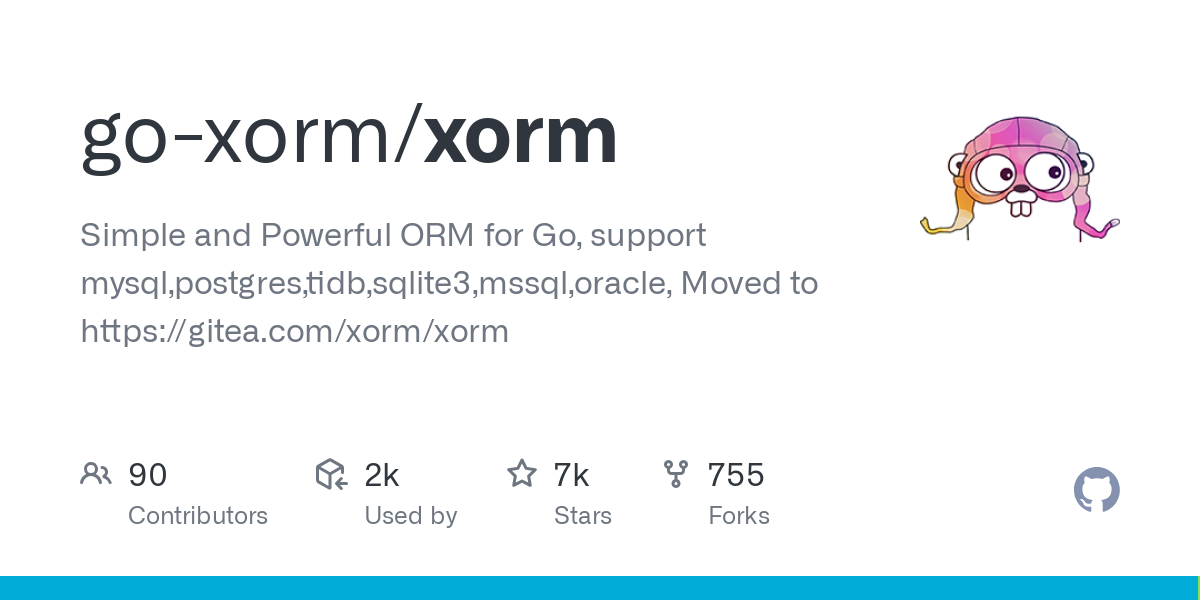 go-xorm/xorm
Simple and Powerful ORM for Go, support
mysql,postgres,tidb,sqlite3,mssql,oracle, Moved to
https://gitea.com/xorm/xorm
90 2k 7k 755
Contributors Used by Stars Forks